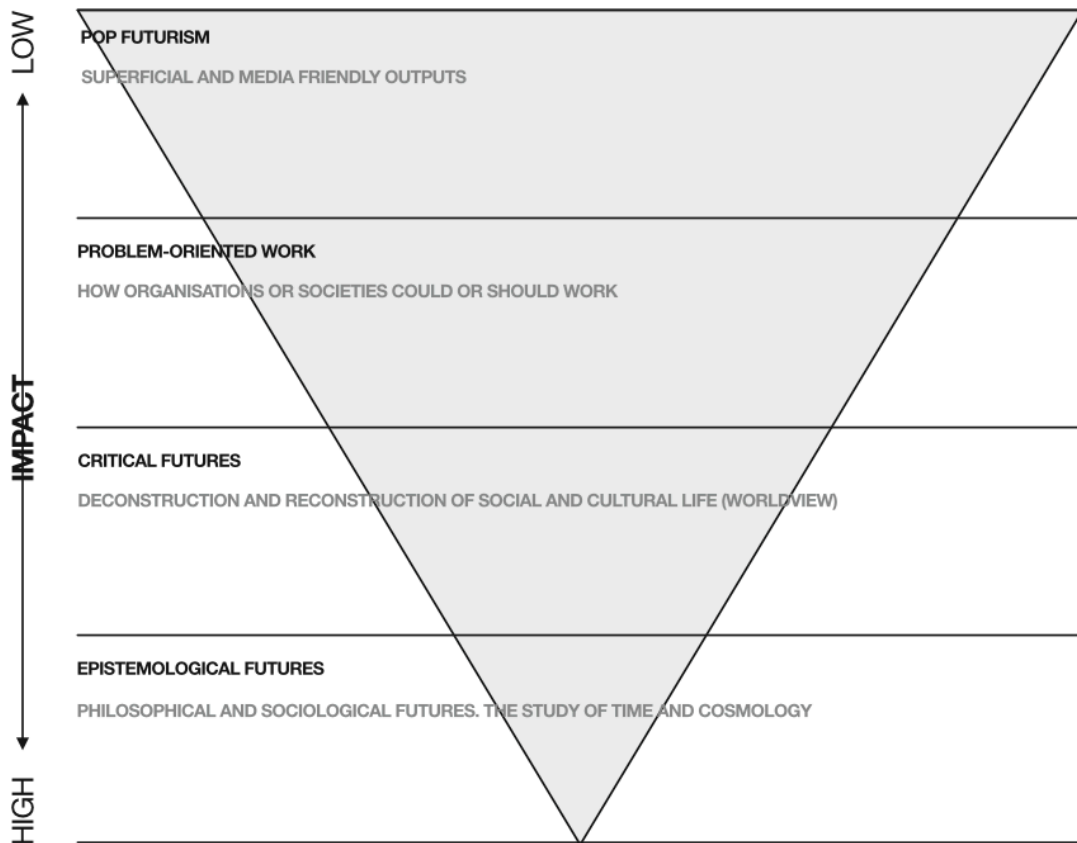 LOW
POP FUTURISM
SUPERFICIAL AND MEDIA FRIENDLY OUTPUTS
PROBLEM-ORIENTED WORK
HOW ORGANISATIONS OR SOCIETIES COULD OR SHOULD WORK
IMPACT
CRITICAL FUTURES
DECONSTRUCTION AND RECONSTRUCTION OF SOCIAL AND CULTURAL LIFE (WORLDVIEW)
EPISTEMOLOGICAL FUTURES
PHILOSOPHICAL AND SOCIOLOGICAL FUTURES. THE STUDY OF TIME AND COSMOLOGY
HIGH